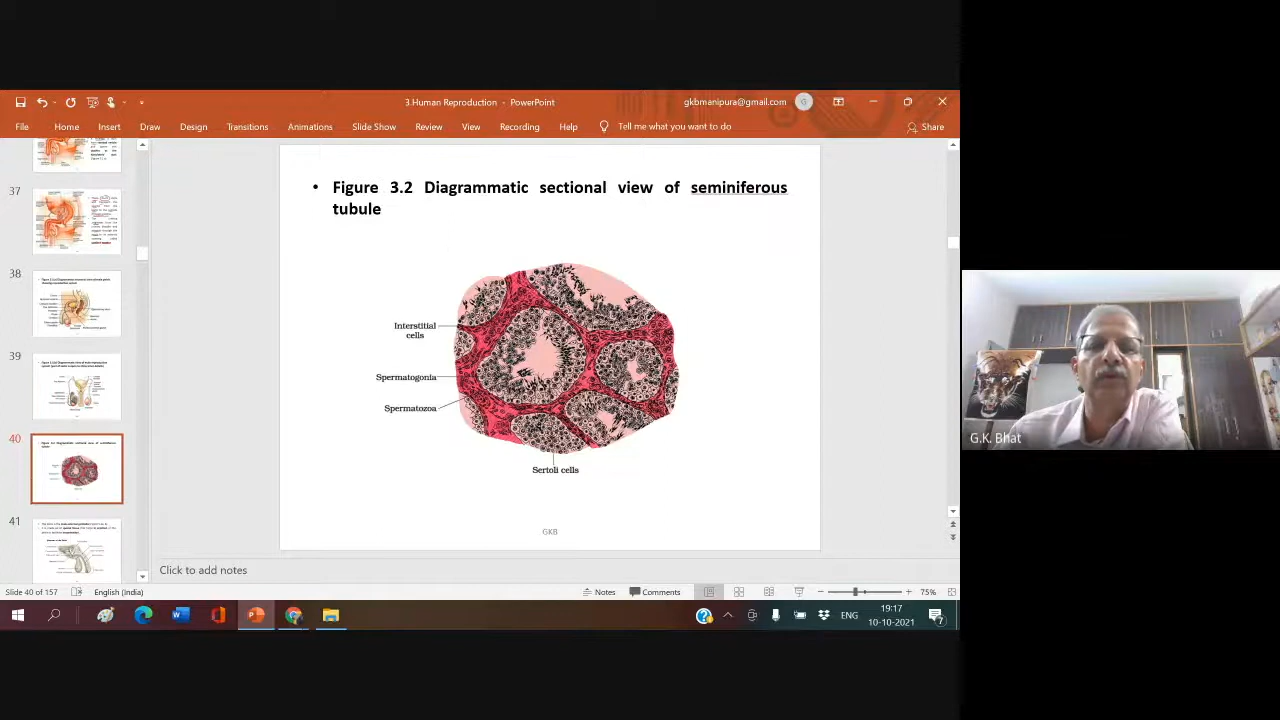 3.Human Reproduction - PowerPoint
gkbmanipura@gmail.com
G
File Home Insert Draw Design Transitions Animations Slide Show Review View Recording Help Tell me what you want to do Share
37
38
39
40
41
• Figure 3.2 Diagrammatic sectional view of seminiferous
tubule
Interstitial
cells
Spermatogonia
Spermatozoa
Sertoli cells
GKB
G.K. Bhat
Click to add notes
Slide 40 of 157 English (India) Notes Comments 75%
ENG
19:17
10-10-2021
7